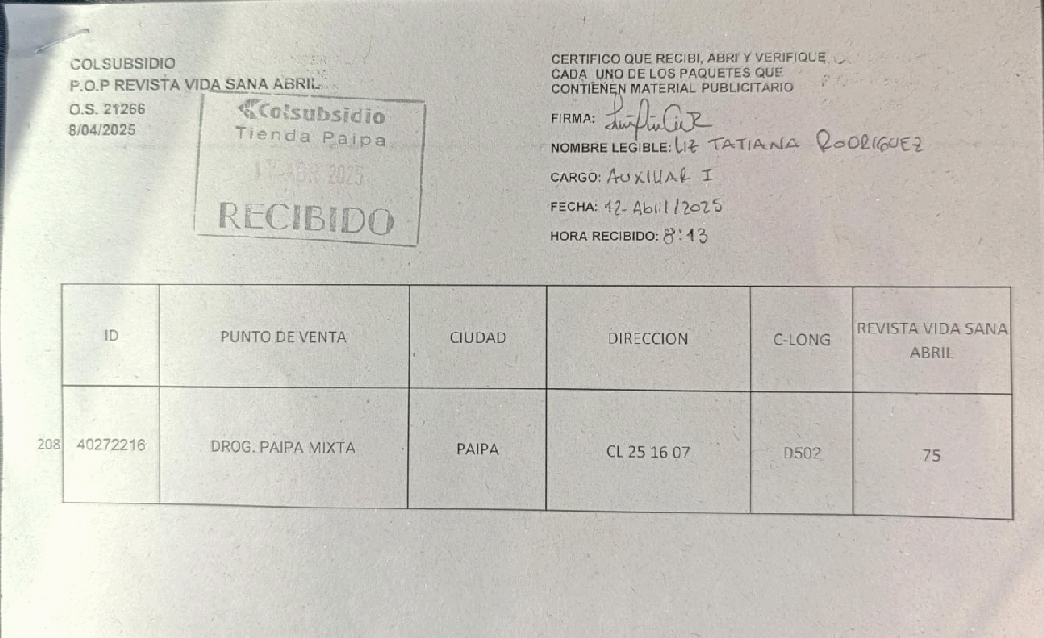 COLSUBSIDIO
P.O.P REVISTA VIDA SANA ABRIL
O.S. 21266
8/04/2025
Colsubsidio
Tienda Paipa
12 ABR 2025
RECIBIDO
CERTIFICO QUE RECIBI, ABRI Y VERIFIQUE
CADA UNO DE LOS PAQUETES QUE
CONTIENEN MATERIAL PUBLICITARIO
FIRMA:
NOMBRE LEGIBLE: LIZ TATIANA RODRIGUEZ
CARGO: AUXILIAR I
FECHA: 12-Abril/2025
HORA RECIBIDO: 8:13
ID PUNTO DE VENTA CIUDAD DIRECCION C-LONG REVISTA VIDA SANA
ABRIL
208 40272216 DROG. PAIPA MIXTA PAIPA CL 25 16 07 D502 75